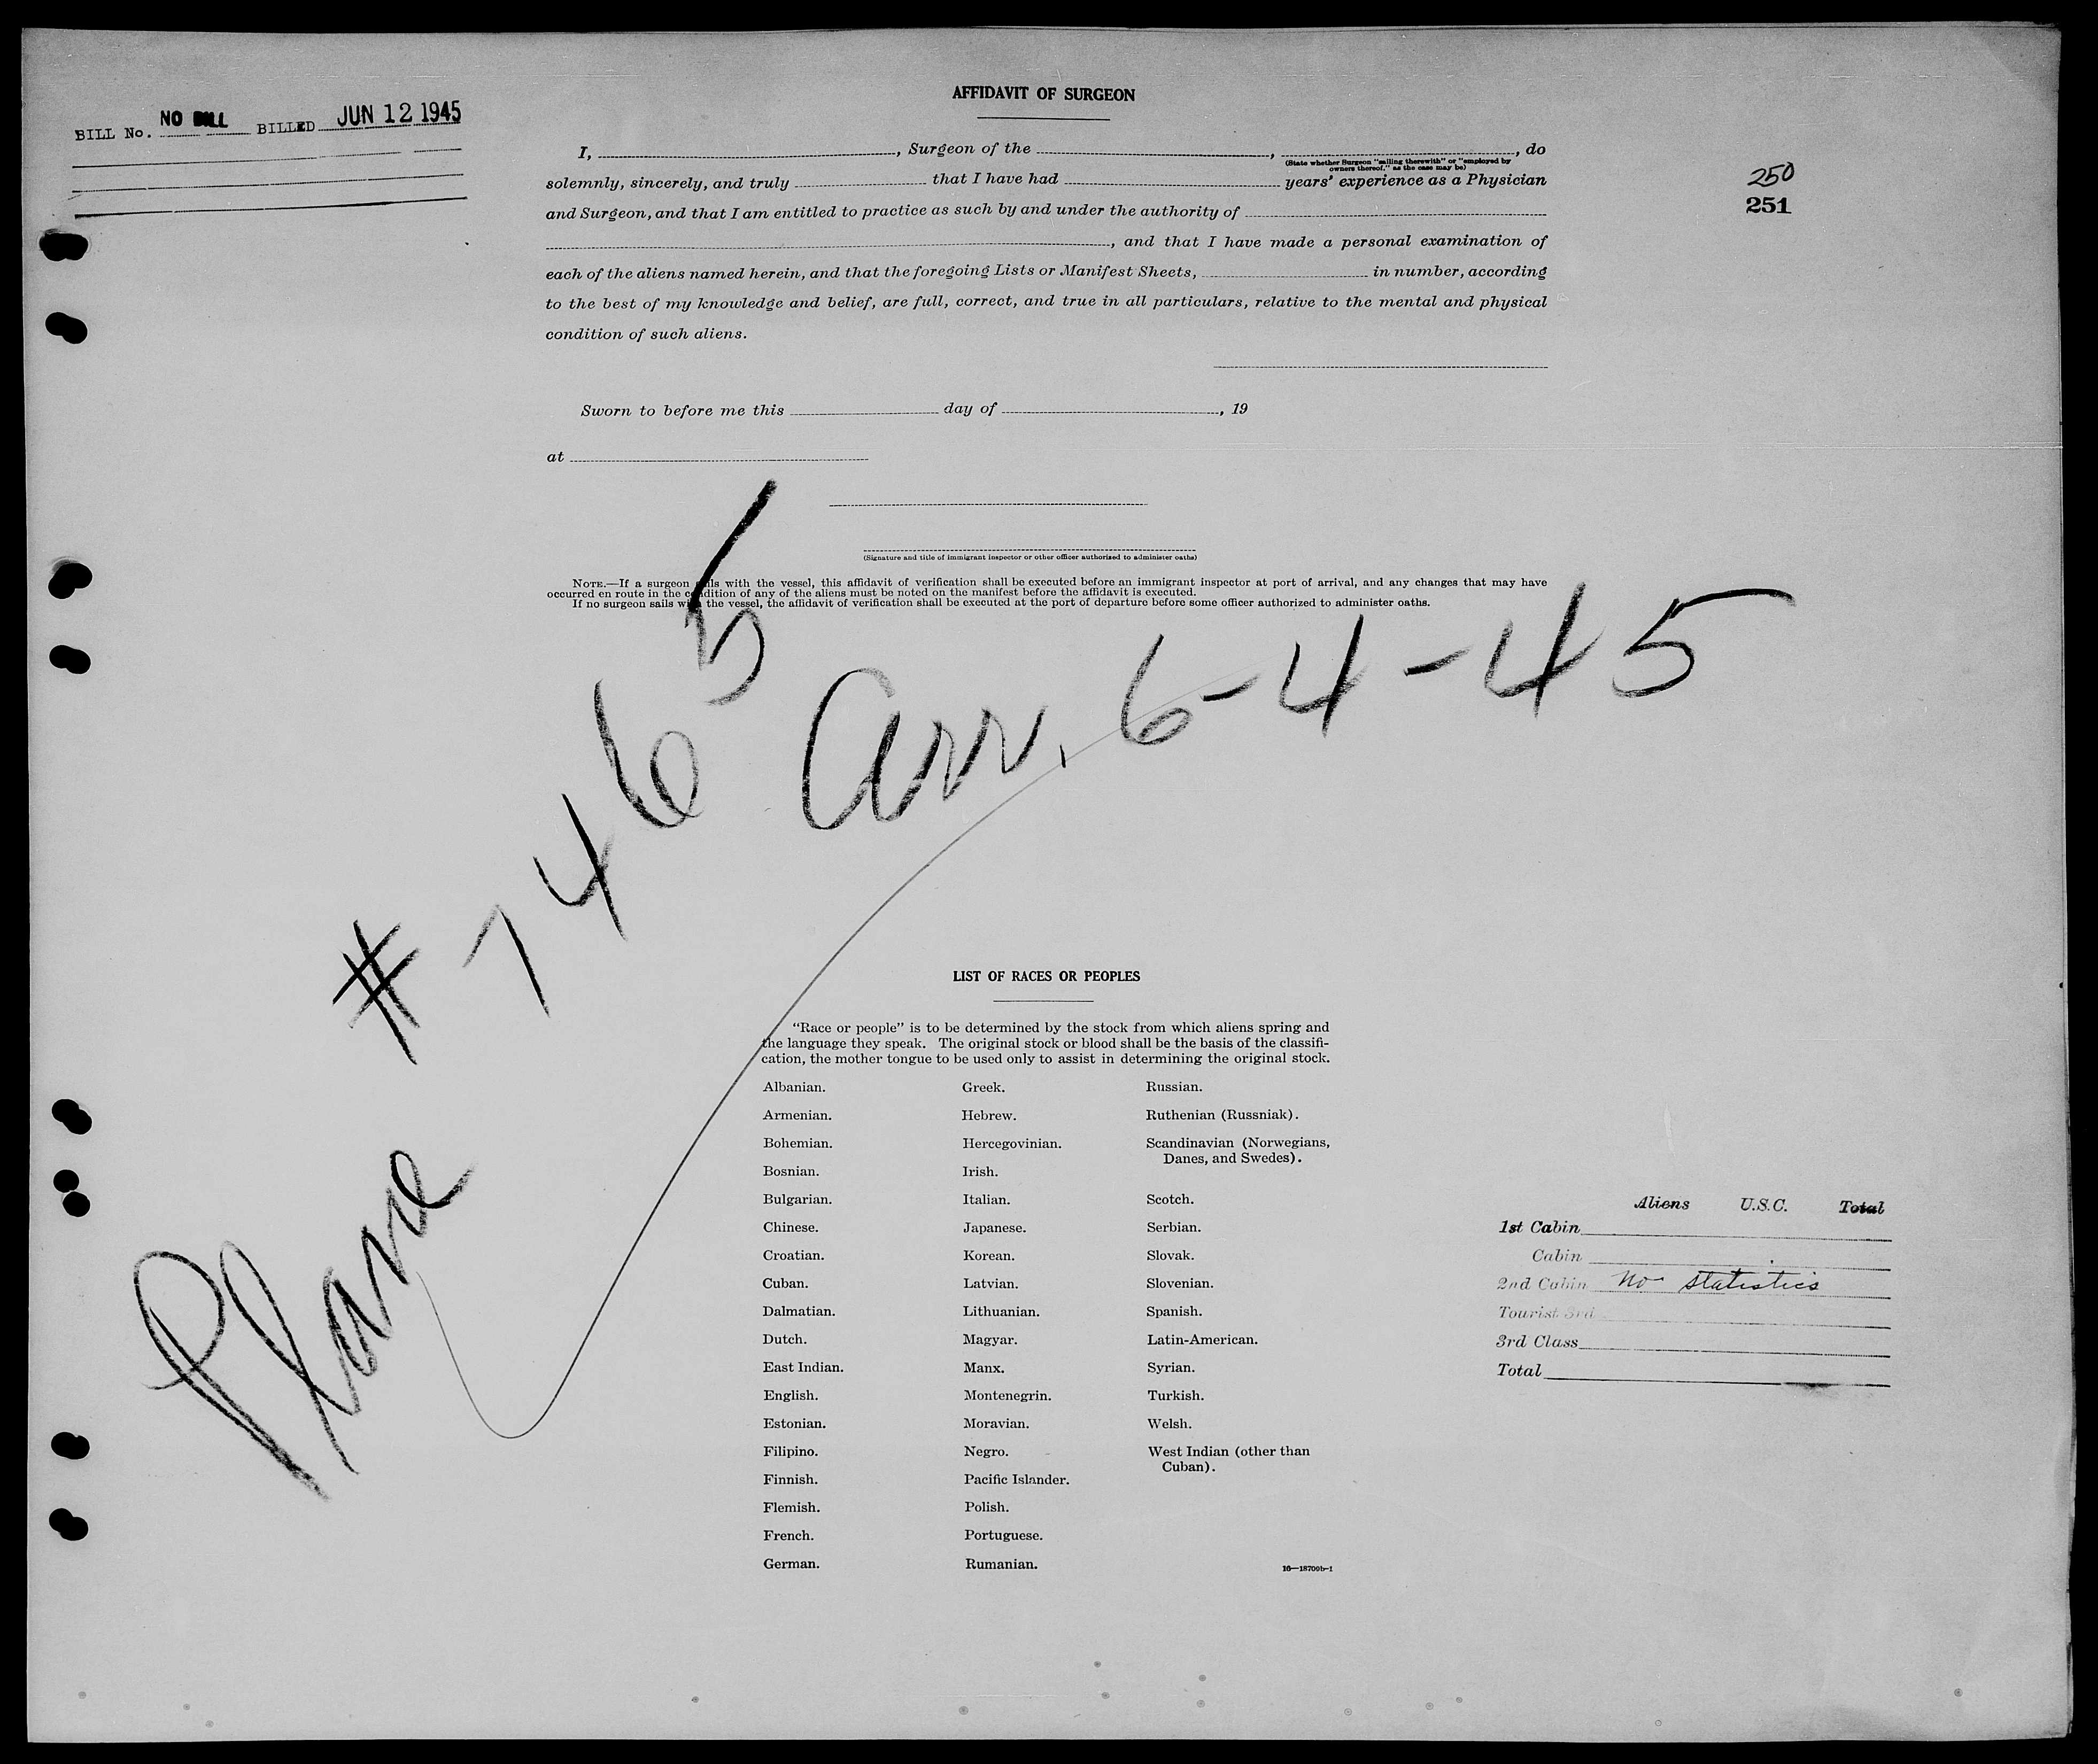 BILL No. NO BILL BILLED JUN 12 1945
AFFIDAVIT OF SURGEON
I, , Surgeon of the , , do
(State whether Surgeon "sailing therewith" or "employed by
owners thereof," as the case may be)
solemnly, sincerely, and truly that I have had years' experience as a Physician
and Surgeon, and that I am entitled to practice as such by and under the authority of
, and that I have made a personal examination of
each of the aliens named herein, and that the foregoing Lists or Manifest Sheets, in number, according
to the best of my knowledge and belief, are full, correct, and true in all particulars, relative to the mental and physical
condition of such aliens.
250
251
Sworn to before me this day of , 19
at
(Signature and title of immigrant inspector or other officer authorized to administer oaths)
NOTE.—If a surgeon sails with the vessel, this affidavit of verification shall be executed before an immigrant inspector at port of arrival, and any changes that may have
occurred en route in the condition of any of the aliens must be noted on the manifest before the affidavit is executed.
If no surgeon sails with the vessel, the affidavit of verification shall be executed at the port of departure before some officer authorized to administer oaths.
Plane # 7465
Arr. 6-4-45
LIST OF RACES OR PEOPLES
"Race or people" is to be determined by the stock from which aliens spring and
the language they speak. The original stock or blood shall be the basis of the classifi-
cation, the mother tongue to be used only to assist in determining the original stock.
Albanian.
Armenian.
Bohemian.
Bosnian.
Bulgarian.
Chinese.
Croatian.
Cuban.
Dalmatian.
Dutch.
East Indian.
English.
Estonian.
Filipino.
Finnish.
Flemish.
French.
German.
Greek.
Hebrew.
Hercegovinian.
Irish.
Italian.
Japanese.
Korean.
Latvian.
Lithuanian.
Magyar.
Manx.
Montenegrin.
Moravian.
Negro.
Pacific Islander.
Polish.
Portuguese.
Rumanian.
Russian.
Ruthenian (Russniak).
Scandinavian (Norwegians,
Danes, and Swedes).
Scotch.
Serbian.
Slovak.
Slovenian.
Spanish.
Latin-American.
Syrian.
Turkish.
Welsh.
West Indian (other than
Cuban).
16—18709b-1
Aliens U.S.C. Total
1st Cabin
Cabin
2nd Cabin No statistics
Tourist 3rd
3rd Class
Total